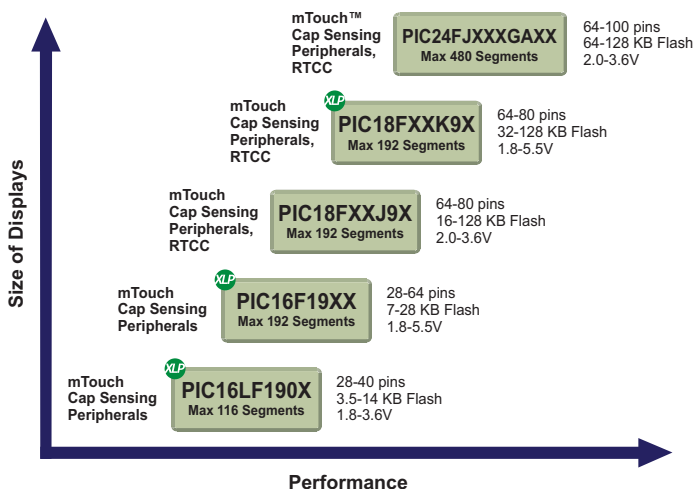 mTouch™
Cap Sensing
Peripherals,
RTCC
PIC24FJXXXGAXX
Max 480 Segments
64-100 pins
64-128 KB Flash
2.0-3.6V
mTouch
Cap Sensing
Peripherals,
RTCC
XLP
PIC18FXXK9X
Max 192 Segments
64-80 pins
32-128 KB Flash
1.8-5.5V
mTouch
Cap Sensing
Peripherals,
RTCC
PIC18FXXJ9X
Max 192 Segments
64-80 pins
16-128 KB Flash
2.0-3.6V
mTouch
Cap Sensing
Peripherals
XLP
PIC16F19XX
Max 192 Segments
28-64 pins
7-28 KB Flash
1.8-5.5V
mTouch
Cap Sensing
Peripherals
XLP
PIC16LF190X
Max 116 Segments
28-40 pins
3.5-14 KB Flash
1.8-3.6V
Size of Displays
Performance